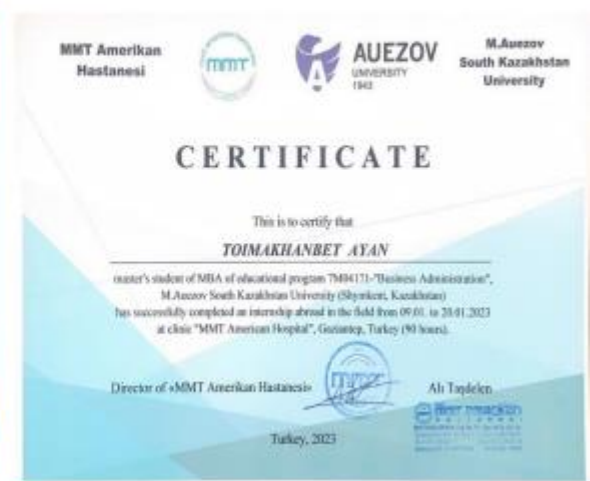 MMT Amerikan
Hastanesi
mmt
AUEZOV
UNIVERSITY
1943
M.Auezov
South Kazakhstan
University
CERTIFICATE
This is to certify that
TOIMAKHANBET AYAN
master's student of MBA of educational program 7M04171-"Business Administration",
M.Auezov South Kazakhstan University (Shymkent, Kazakhstan)
has successfully completed an internship abroad in the field from 09.01. to 20.01.2023
at clinic "MMT American Hospital", Gaziantep, Turkey (90 hours).
Director of «MMT Amerikan Hastanesi»
mmt
Ali Taşdelen
Turkey, 2023